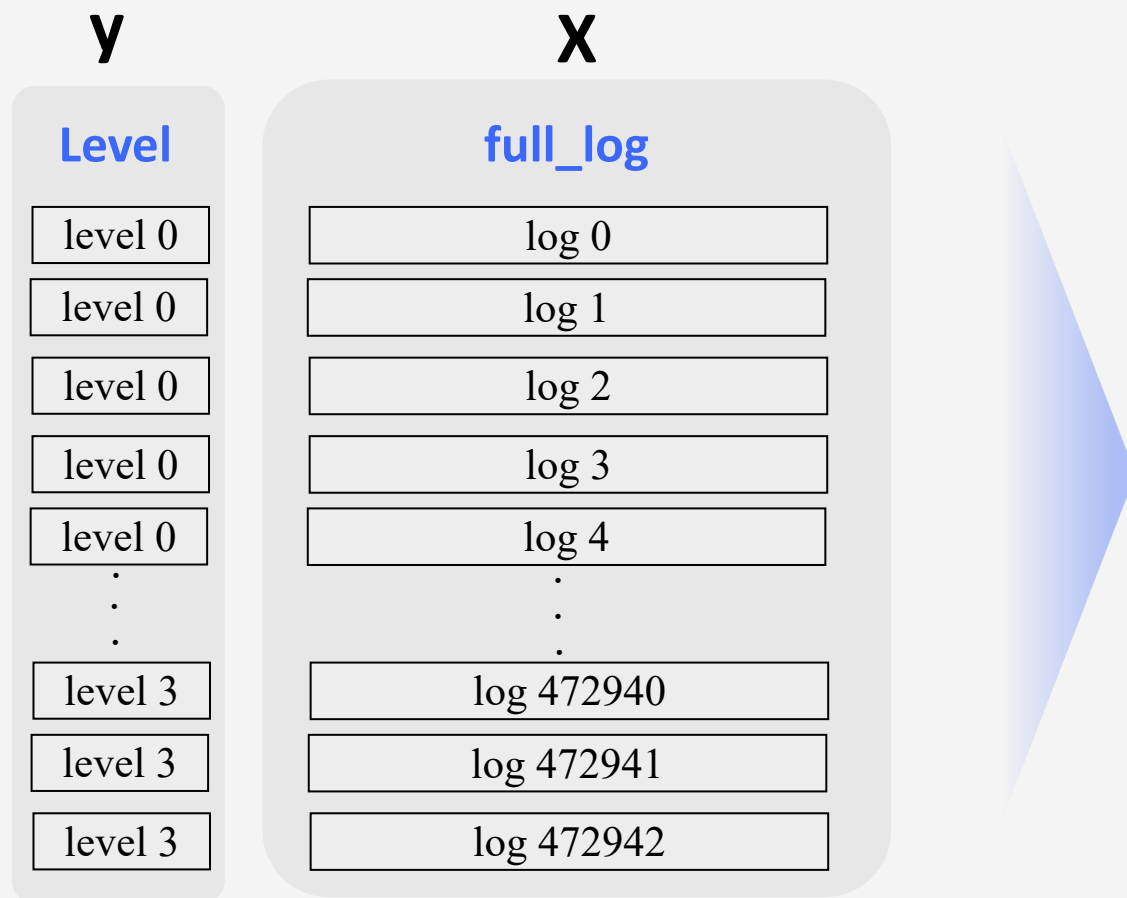 y X
Level full_log
level 0 log 0
level 0 log 1
level 0 log 2
level 0 log 3
level 0 log 4
. .
. .
. .
level 3 log 472940
level 3 log 472941
level 3 log 472942